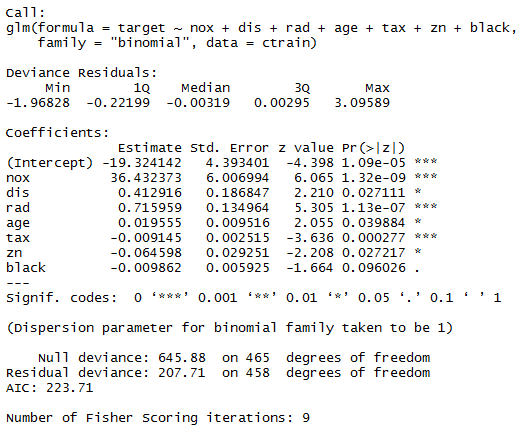 Call:
glm(formula = target ~ nox + dis + rad + age + tax + zn + black,
    family = "binomial", data = ctrain)

Deviance Residuals:
     Min       1Q   Median       3Q      Max
-1.96828 -0.22199 -0.00319  0.00295  3.09589

Coefficients:
              Estimate Std. Error z value Pr(>|z|)
(Intercept) -19.324142   4.393401  -4.398 1.09e-05 ***
nox          36.432373   6.006994   6.065 1.32e-09 ***
dis           0.412916   0.186847   2.210 0.027111 *
rad           0.715959   0.134964   5.305 1.13e-07 ***
age           0.019555   0.009516   2.055 0.039884 *
tax          -0.009145   0.002515  -3.636 0.000277 ***
zn           -0.064598   0.029251  -2.208 0.027217 *
black        -0.009862   0.005925  -1.664 0.096026 .
---
Signif. codes:  0 ‘***’ 0.001 ‘**’ 0.01 ‘*’ 0.05 ‘.’ 0.1 ‘ ’ 1

(Dispersion parameter for binomial family taken to be 1)

    Null deviance: 645.88  on 465  degrees of freedom
Residual deviance: 207.71  on 458  degrees of freedom
AIC: 223.71

Number of Fisher Scoring iterations: 9